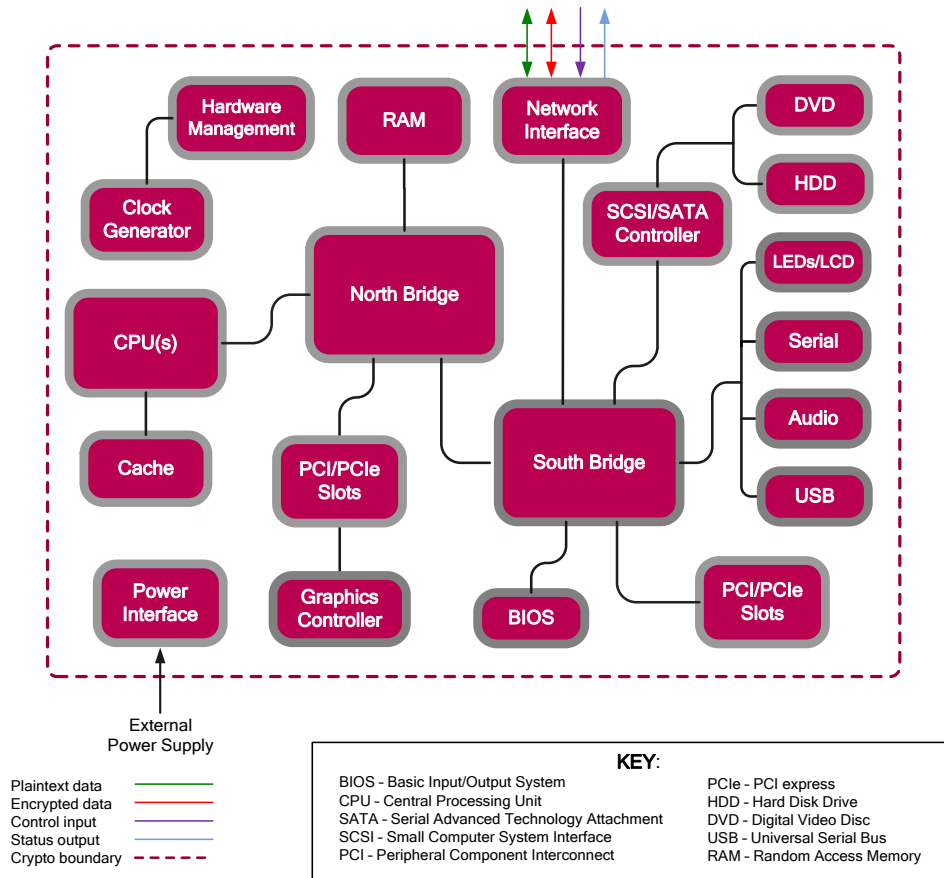 Hardware
Management
RAM
Network
Interface
DVD
HDD
Clock
Generator
SCSI/SATA
Controller
LEDs/LCD
North Bridge
CPU(s)
Serial
Audio
Cache
PCI/PCIe
Slots
South Bridge
USB
Power
Interface
Graphics
Controller
BIOS
PCI/PCIe
Slots
External
Power Supply
Plaintext data
Encrypted data
Control input
Status output
Crypto boundary
KEY:
BIOS - Basic Input/Output System
CPU - Central Processing Unit
SATA - Serial Advanced Technology Attachment
SCSI - Small Computer System Interface
PCI - Peripheral Component Interconnect
PCIe - PCI express
HDD - Hard Disk Drive
DVD - Digital Video Disc
USB - Universal Serial Bus
RAM - Random Access Memory